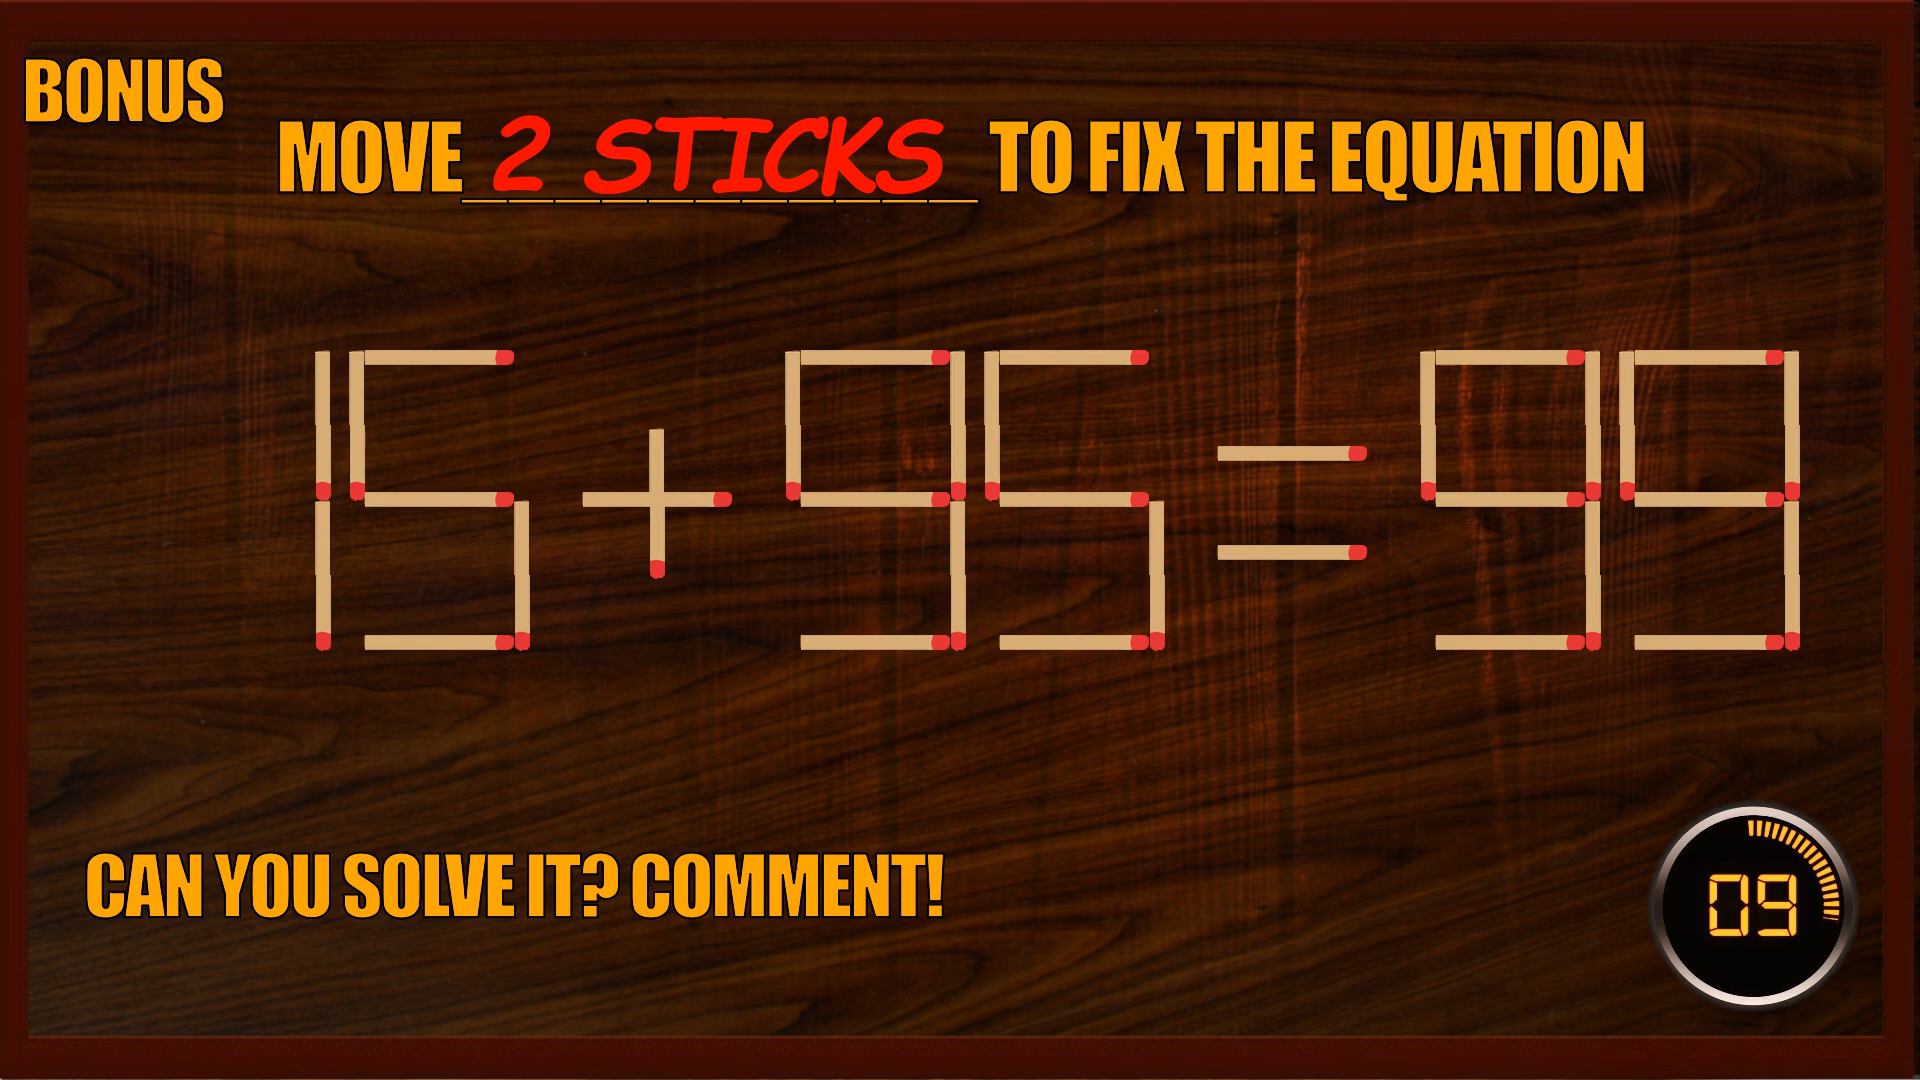 BONUS
MOVE 2 STICKS TO FIX THE EQUATION
15+95=99
CAN YOU SOLVE IT? COMMENT!
09